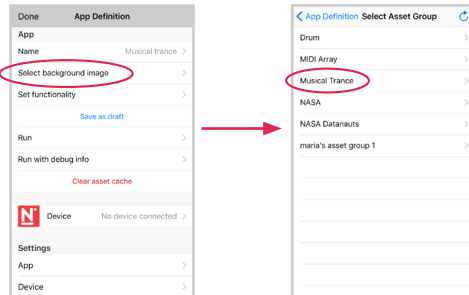 Done App Definition
App
Name Musical trance
Select background image
Set functionality
Save as draft
Run
Run with debug info
Clear asset cache
N Device No device connected
Settings
App
Device
App Definition Select Asset Group
Drum
MIDI Array
Musical Trance
NASA
NASA Datanauts
maria's asset group 1